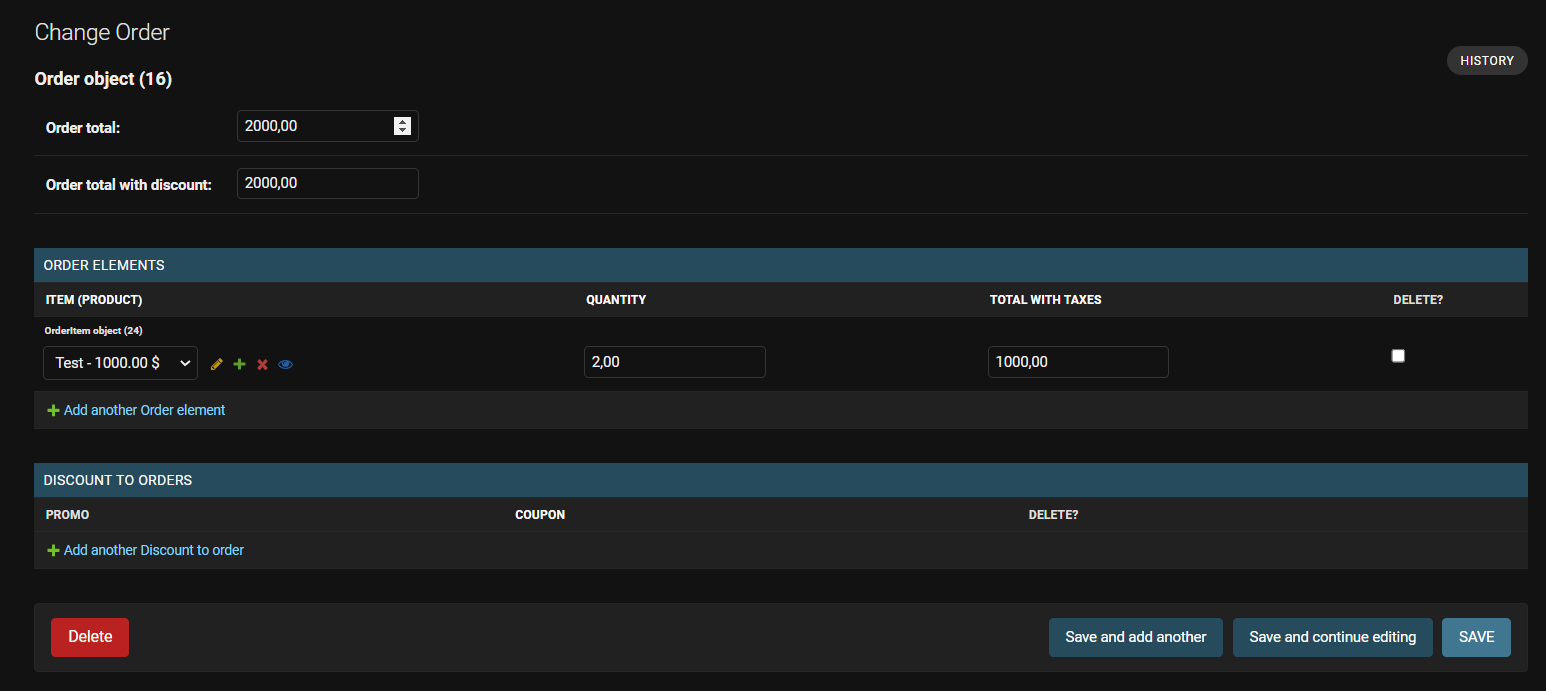 Change Order
HISTORY
Order object (16)
Order total: 2000,00
Order total with discount: 2000,00
ORDER ELEMENTS
ITEM (PRODUCT) QUANTITY TOTAL WITH TAXES DELETE?
OrderItem object (24)
Test - 1000.00 $ 2,00 1000,00
Add another Order element
DISCOUNT TO ORDERS
PROMO COUPON DELETE?
Add another Discount to order
Delete Save and add another Save and continue editing SAVE